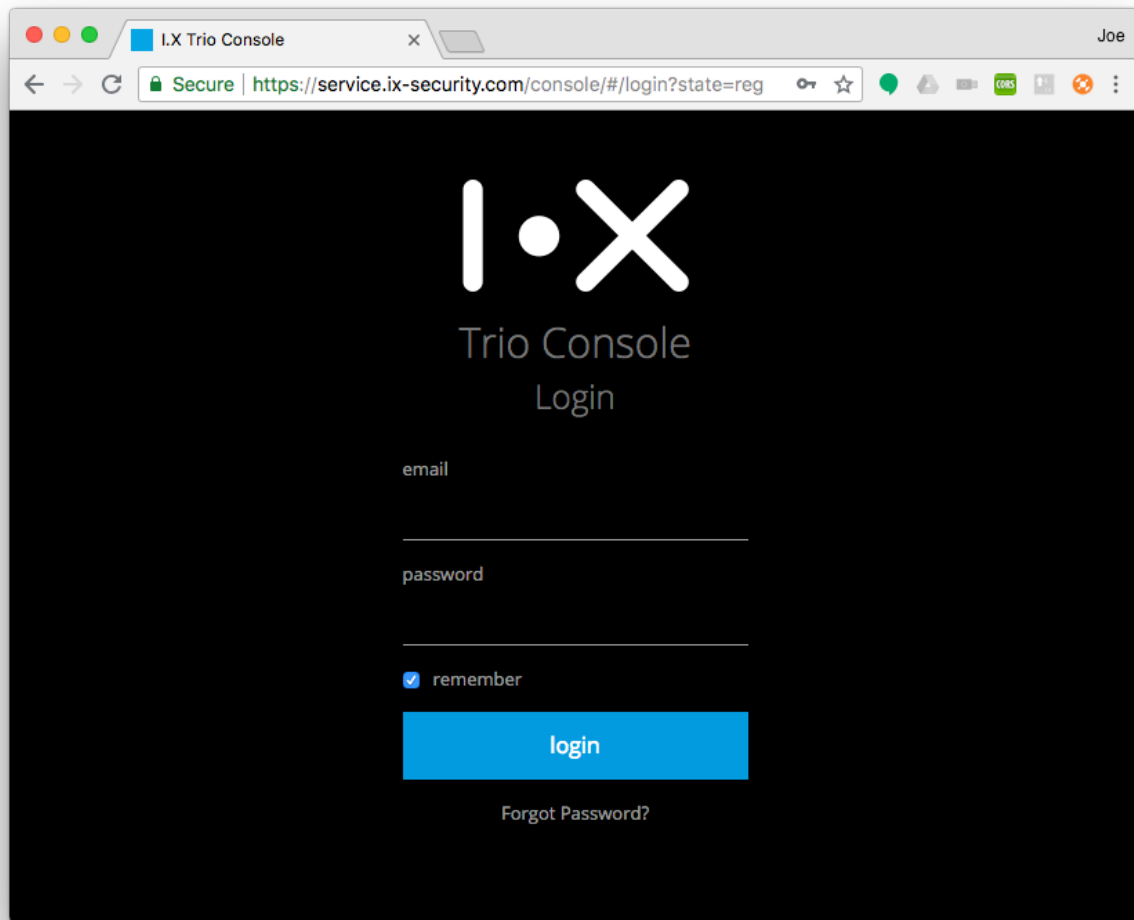 I.X Trio Console
Joe
Secure https://service.ix-security.com/console/#/login?state=reg
CORS
I•X
Trio Console
Login
email
password
remember
login
Forgot Password?